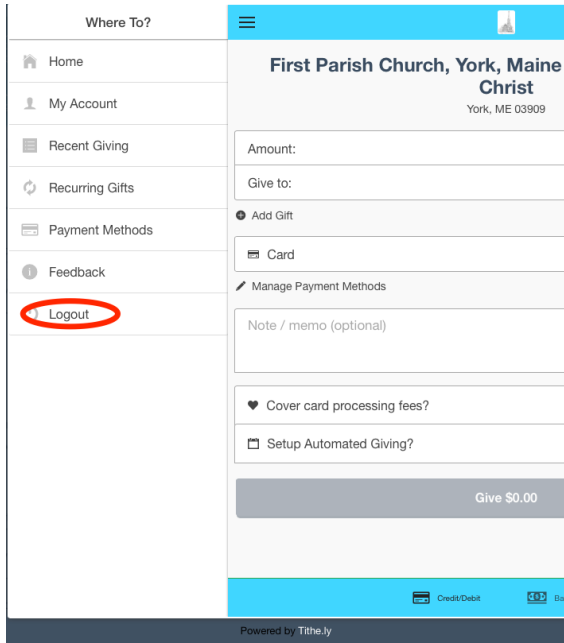 Where To?
Home
My Account
Recent Giving
Recurring Gifts
Payment Methods
Feedback
Logout
First Parish Church, York, Maine
Christ
York, ME 03909
Amount:
Give to:
Add Gift
Card
Manage Payment Methods
Note / memo (optional)
Cover card processing fees?
Setup Automated Giving?
Give $0.00
Credit/Debit
Powered by Tithe.ly